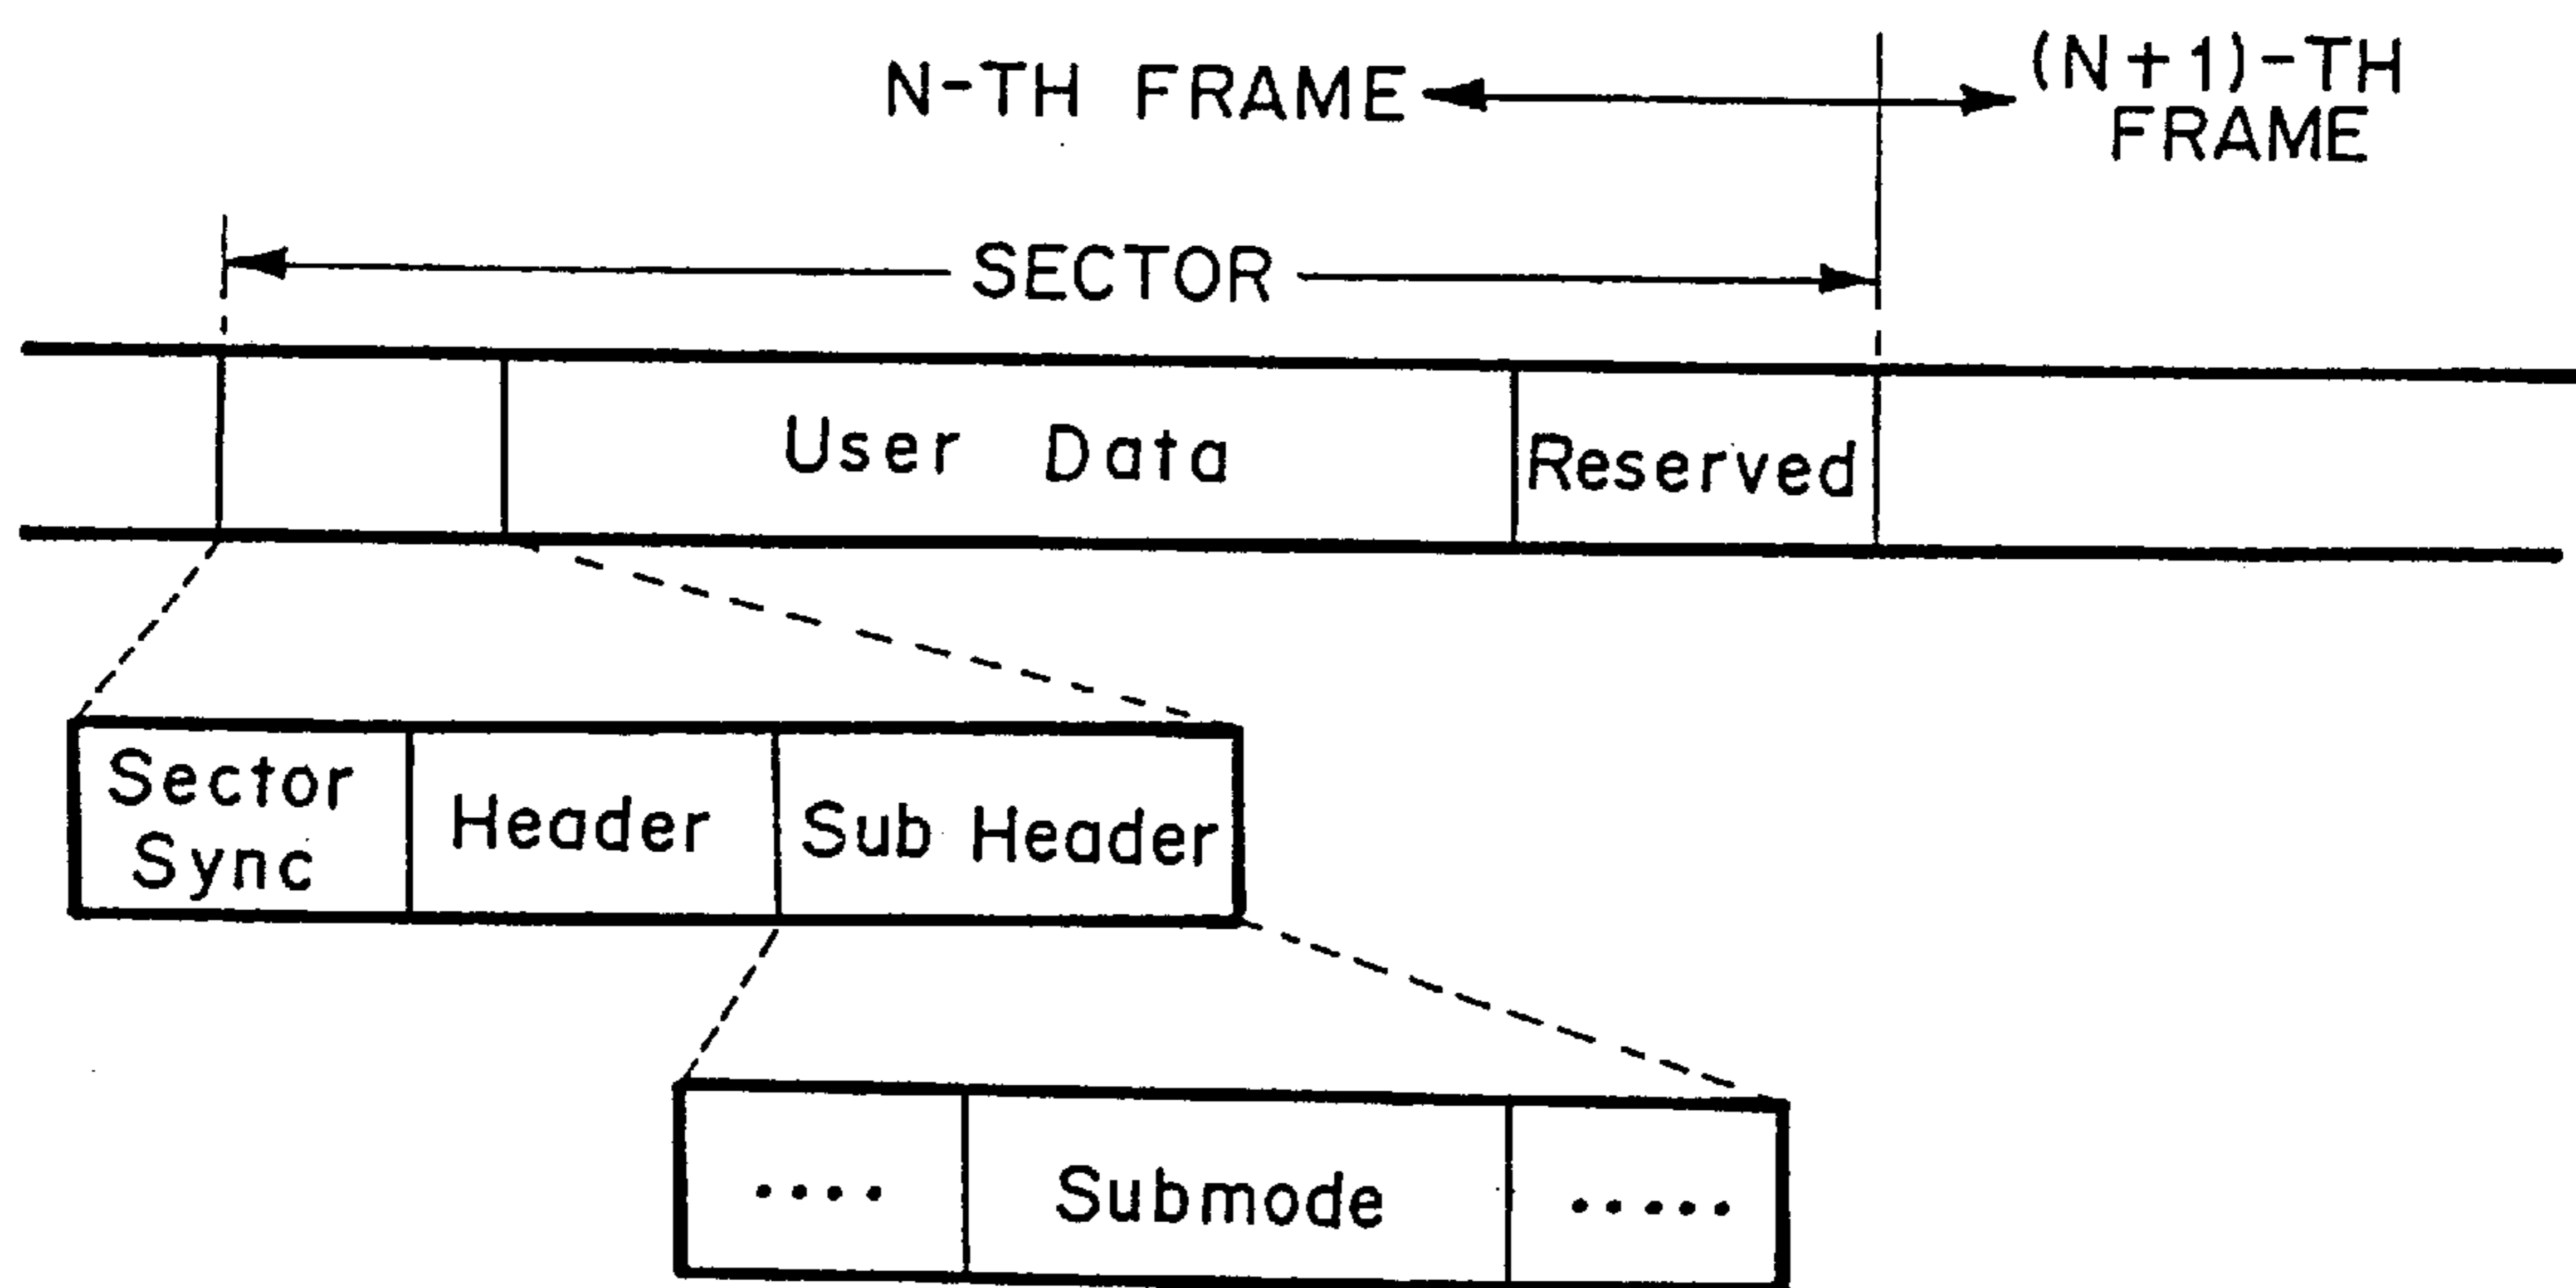 N-TH FRAME
(N+1)-TH
FRAME
SECTOR
User Data
Reserved
Sector
Sync
Header
Sub Header
....
Submode
.....